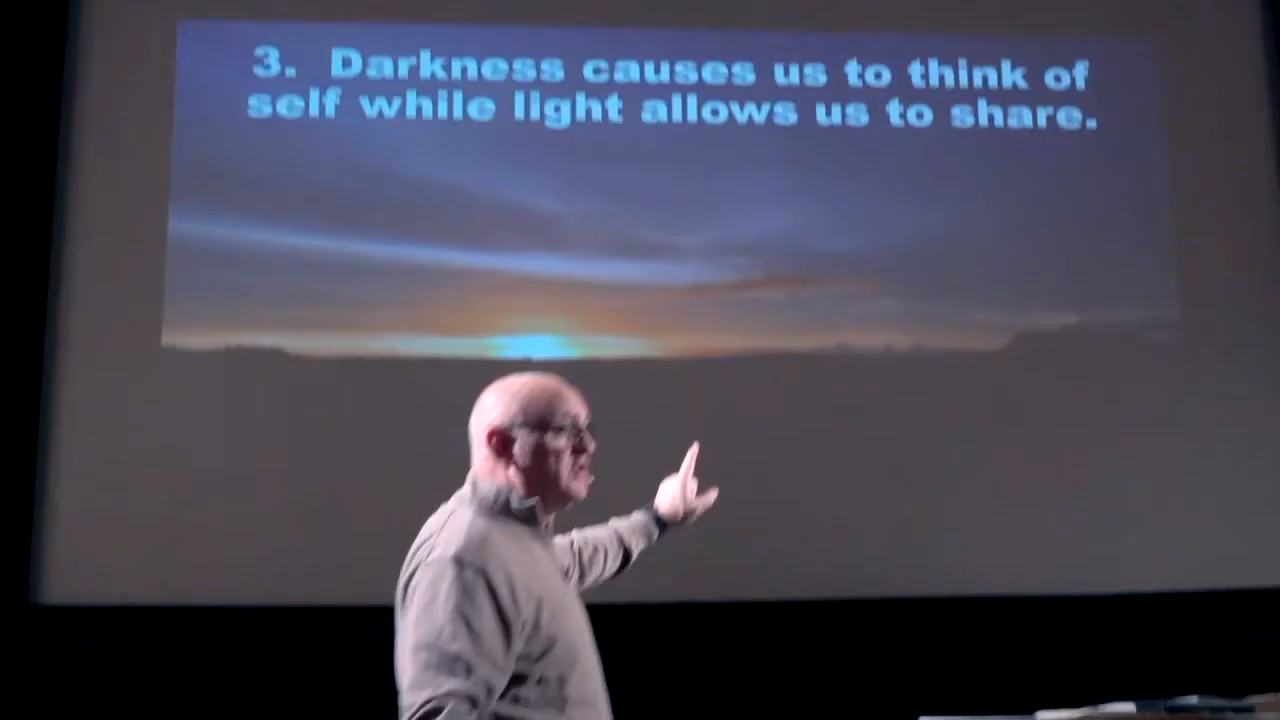 3. Darkness causes us to think of
self while light allows us to share.